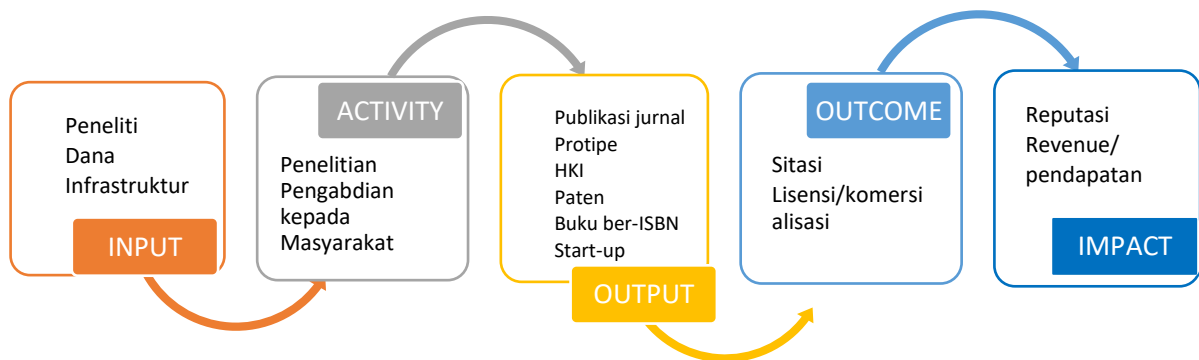 Peneliti
Dana
Infrastruktur
INPUT
ACTIVITY
Penelitian
Pengabdian
kepada
Masyarakat
Publikasi jurnal
Protipe
HKI
Paten
Buku ber-ISBN
Start-up
OUTPUT
OUTCOME
Sitasi
Lisensi/komersi
alisasi
Reputasi
Revenue/
pendapatan
IMPACT